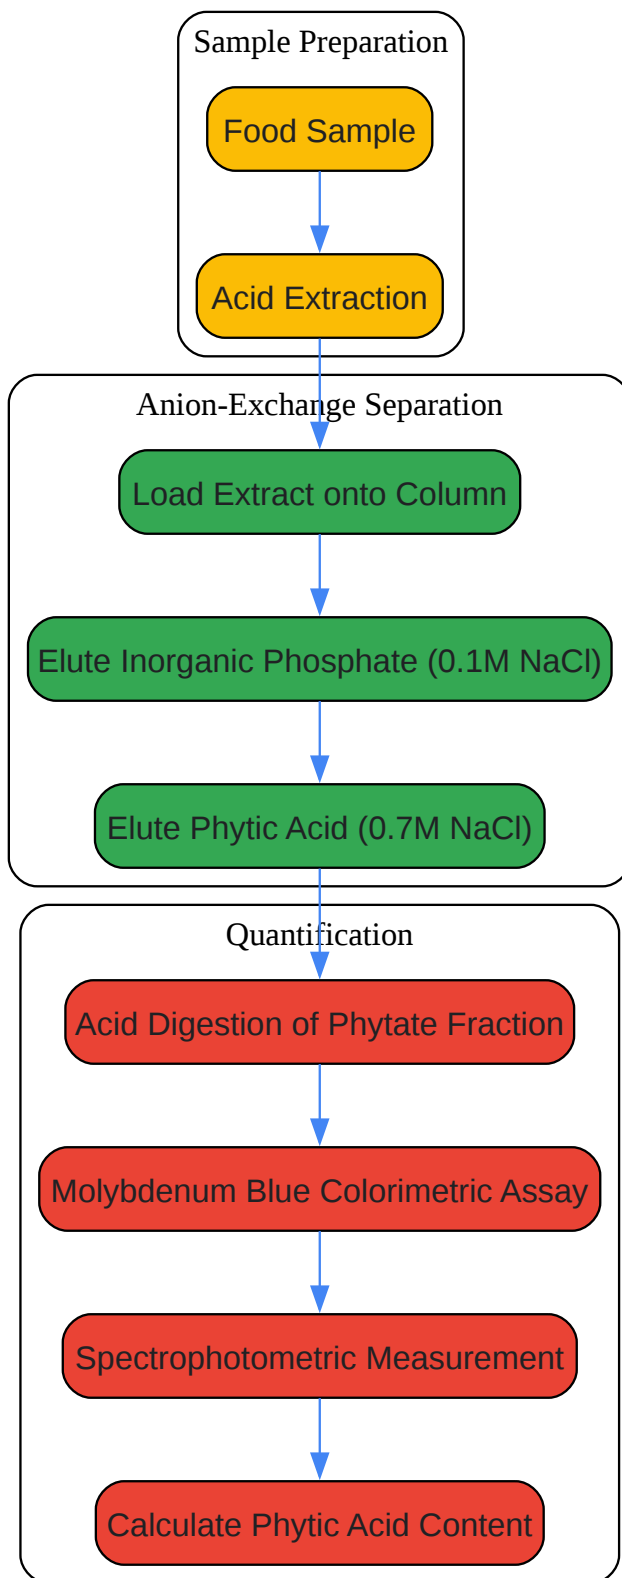 Sample Preparation
Food Sample
Acid Extraction
Anion-Exchange Separation
Load Extract onto Column
Elute Inorganic Phosphate (0.1M NaCl)
Elute Phytic Acid (0.7M NaCl)
Quantification
Acid Digestion of Phytate Fraction
Molybdenum Blue Colorimetric Assay
Spectrophotometric Measurement
Calculate Phytic Acid Content